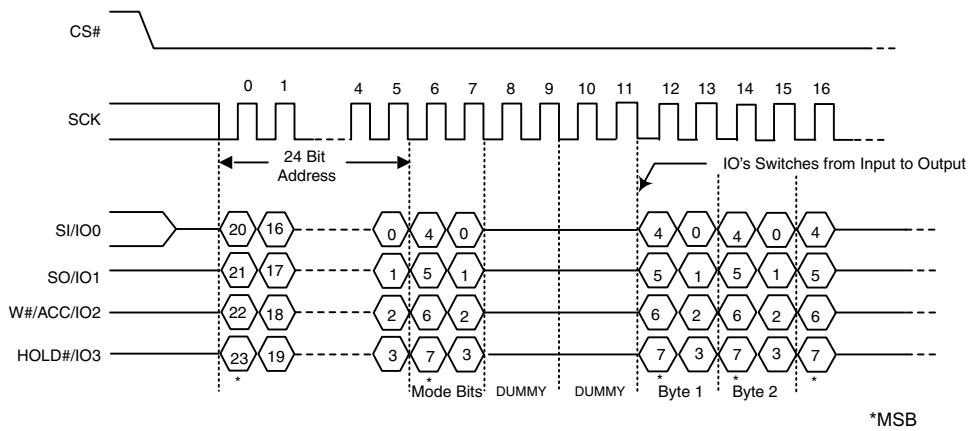 CS#
0 1 4 5 6 7 8 9 10 11 12 13 14 15 16
SCK
24 Bit
Address
IO's Switches from Input to Output
SI/IO0 20 16 0 4 0 4 0 4 0 4
SO/IO1 21 17 1 5 1 5 1 5 1 5
W#/ACC/IO2 22 18 2 6 2 6 2 6 2 6
HOLD#/IO3 23 19 3 7 3 7 3 7 3 7
* * * * *
Mode Bits DUMMY DUMMY Byte 1 Byte 2
*MSB